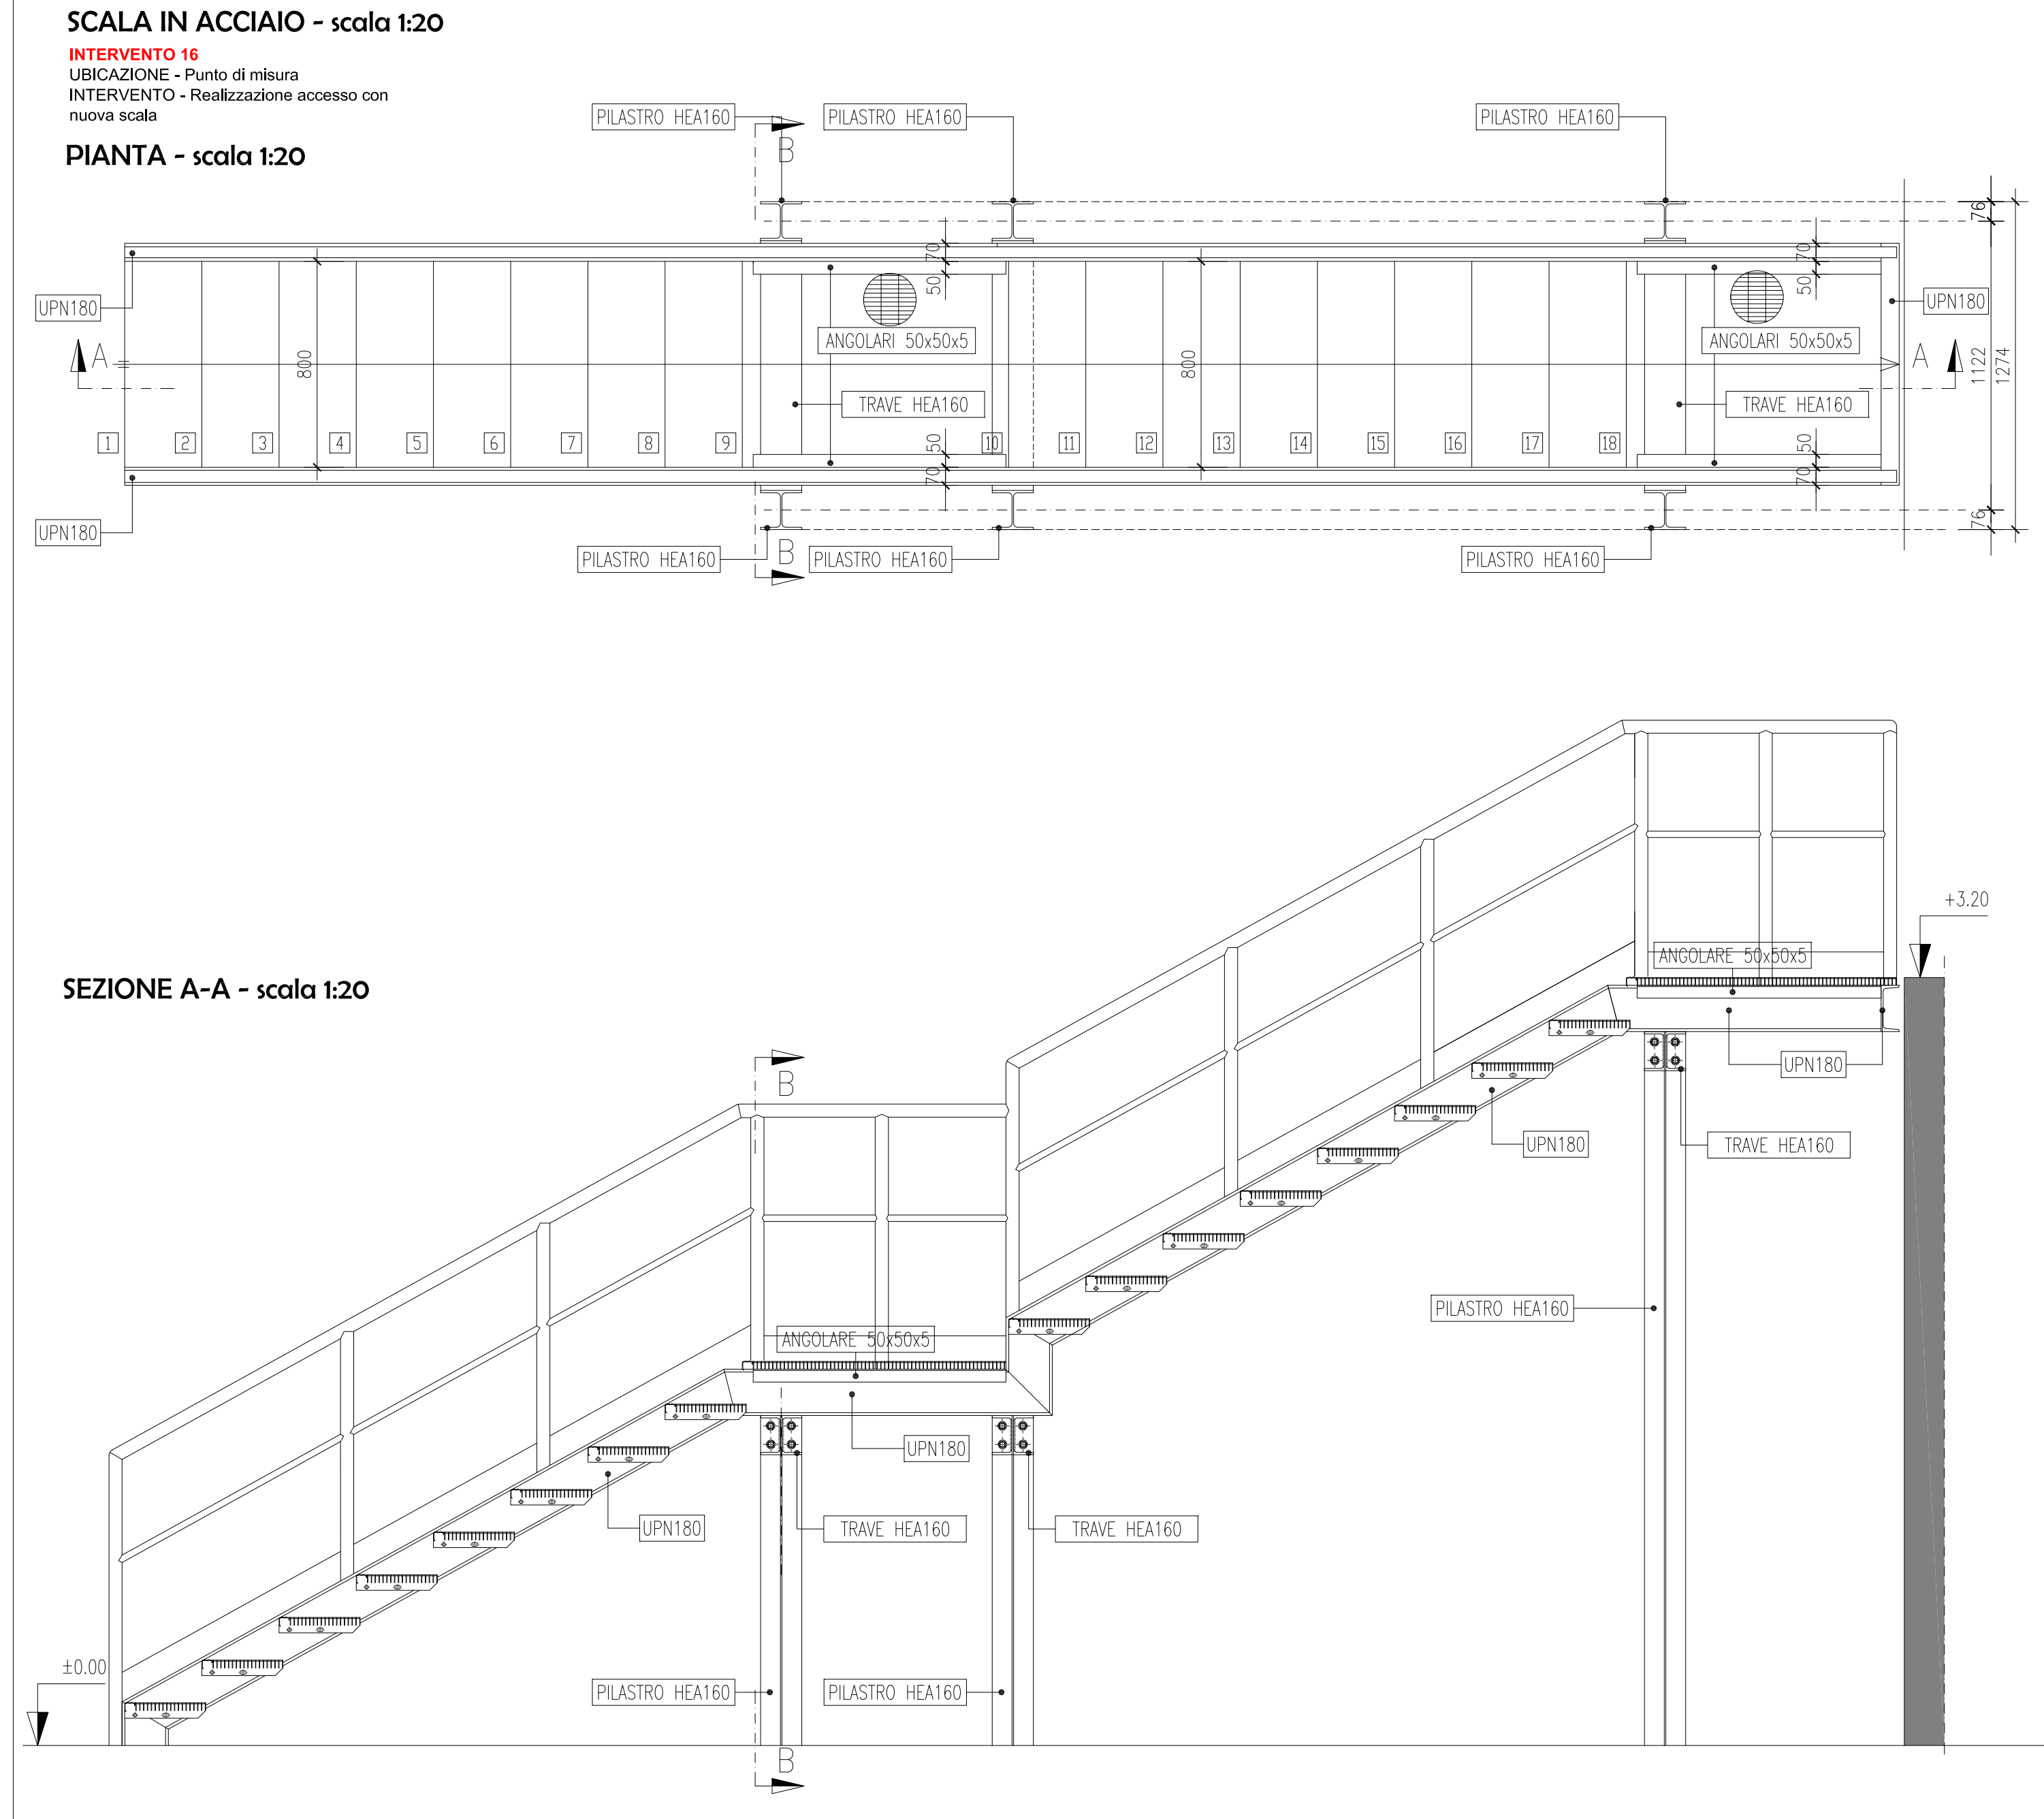 SCALA IN ACCIAIO - scala 1:20
INTERVENTO 16
UBICAZIONE - Punto di misura
INTERVENTO - Realizzazione accesso con
nuova scala
PIANTA - scala 1:20
PILASTRO HEA160
PILASTRO HEA160
PILASTRO HEA160
B
76
70
70
50
50
UPN180
UPN180
ANGOLARI 50x50x5
ANGOLARI 50x50x5
A
800
800
A
1122
1274
TRAVE HEA160
TRAVE HEA160
1
2
3
4
5
6
7
8
9
10
11
12
13
14
15
16
17
18
50
50
70
70
76
UPN180
PILASTRO HEA160
B
PILASTRO HEA160
PILASTRO HEA160
+3.20
ANGOLARE 50x50x5
SEZIONE A-A - scala 1:20
B
UPN180
UPN180
TRAVE HEA160
PILASTRO HEA160
ANGOLARE 50x50x5
UPN180
UPN180
TRAVE HEA160
TRAVE HEA160
±0.00
PILASTRO HEA160
PILASTRO HEA160
B